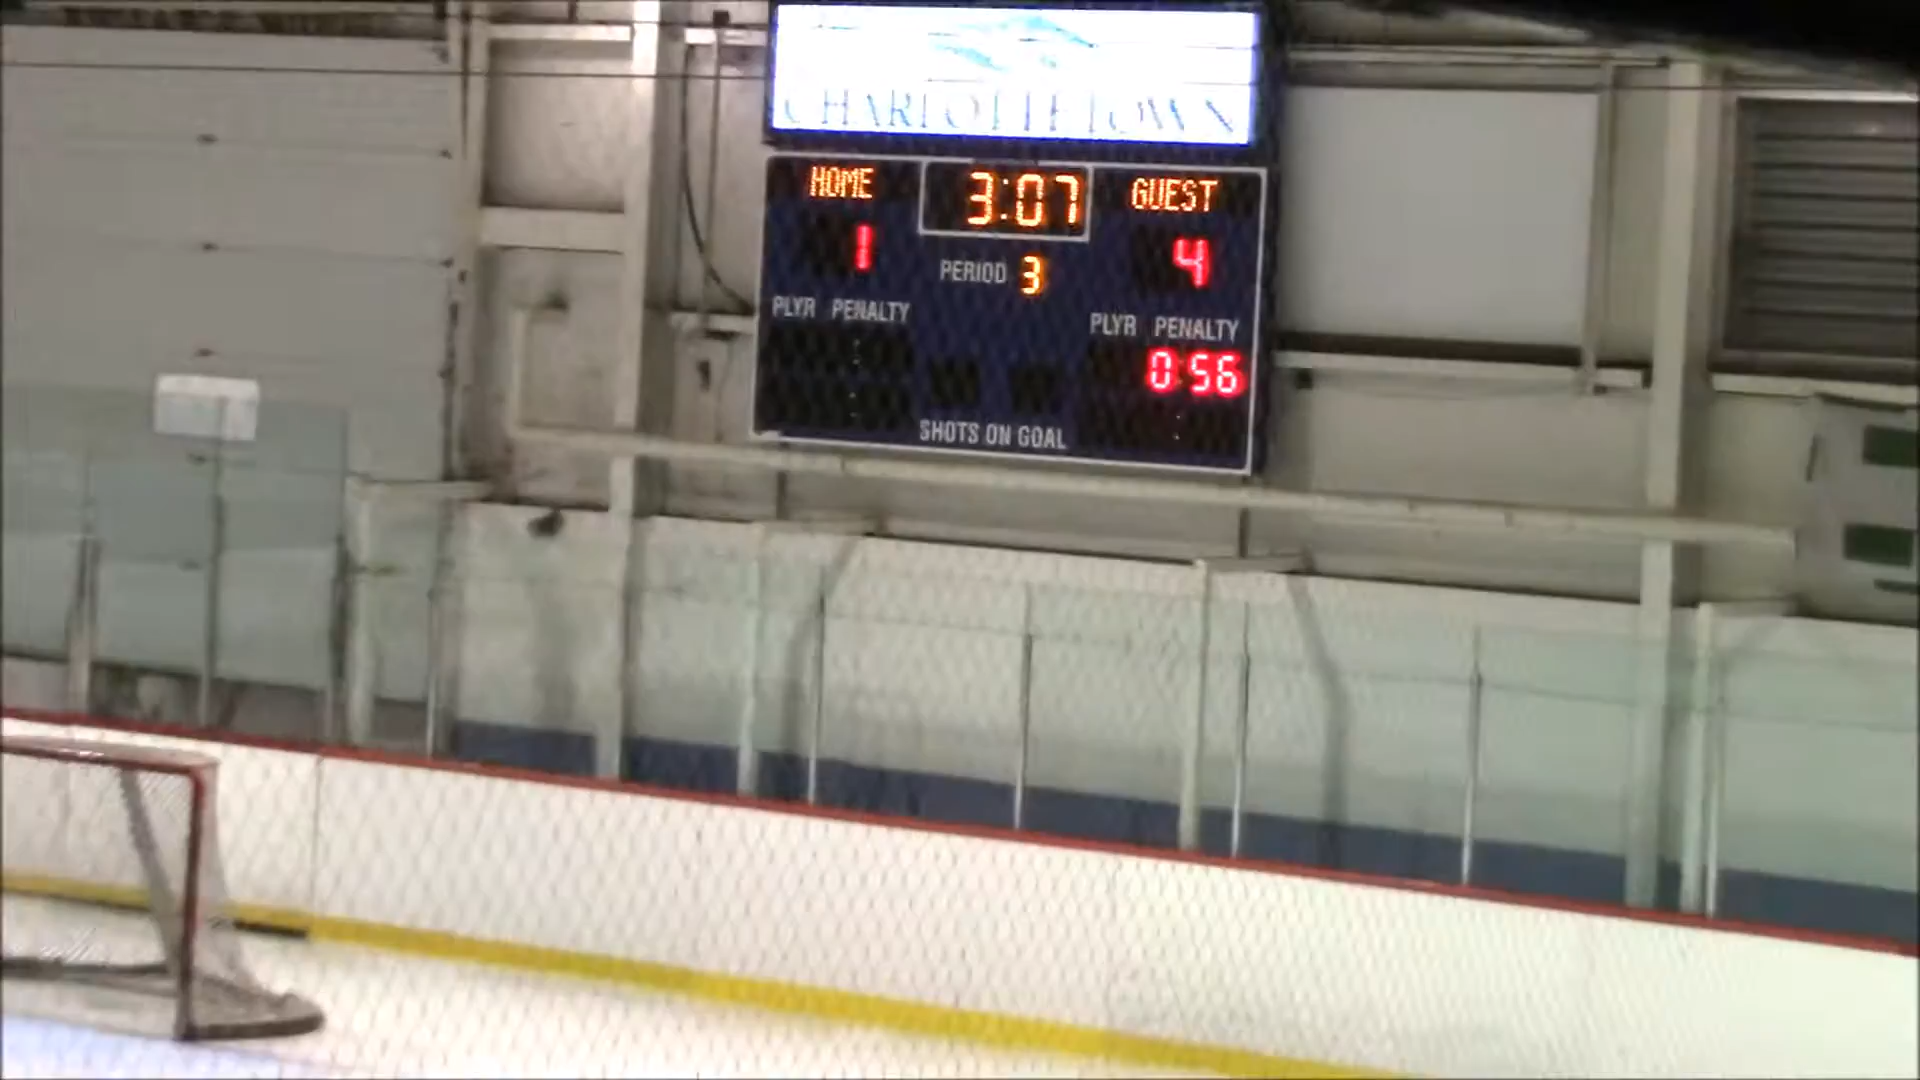 CHARLOTTETOWN
HOME 3:07 GUEST
1 PERIOD 3 4
PLYR PENALTY PLYR PENALTY
0:56
SHOTS ON GOAL